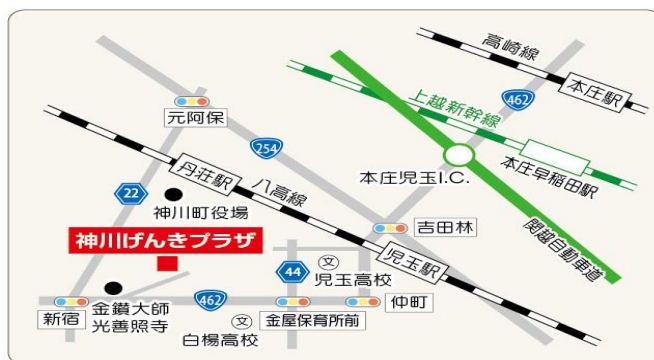 高崎線
本庄駅
462
上越新幹線
本庄早稲田駅
元阿保
254
本庄児玉I.C.
丹荘駅
八高線
22
神川町役場
吉田林
関越自動車道
神川げんきプラザ
児玉駅
44
文
児玉高校
462
仲町
新宿
金鑚大師
光善照寺
文
白楊高校
金屋保育所前